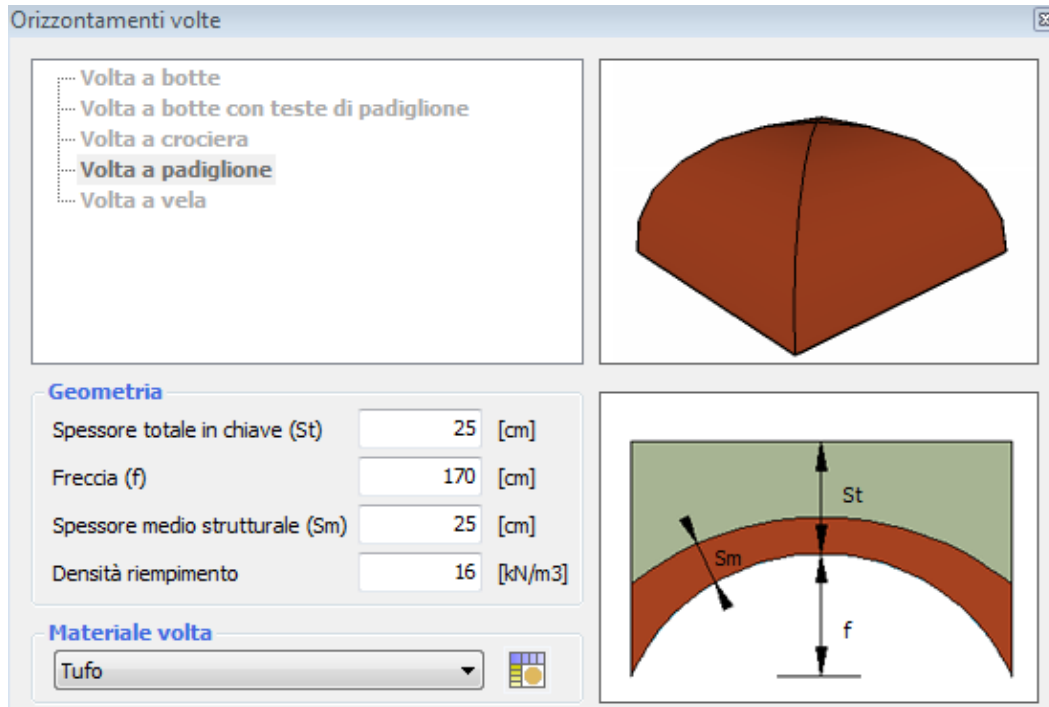 Orizzontamenti volte
Volta a botte
Volta a botte con teste di padiglione
Volta a crociera
Volta a padiglione
Volta a vela
Geometria
Spessore totale in chiave (St) 25 [cm]
Freccia (f) 170 [cm]
Spessore medio strutturale (Sm) 25 [cm]
Densità riempimento 16 [kN/m3]
Materiale volta
Tufo
St
Sm
f